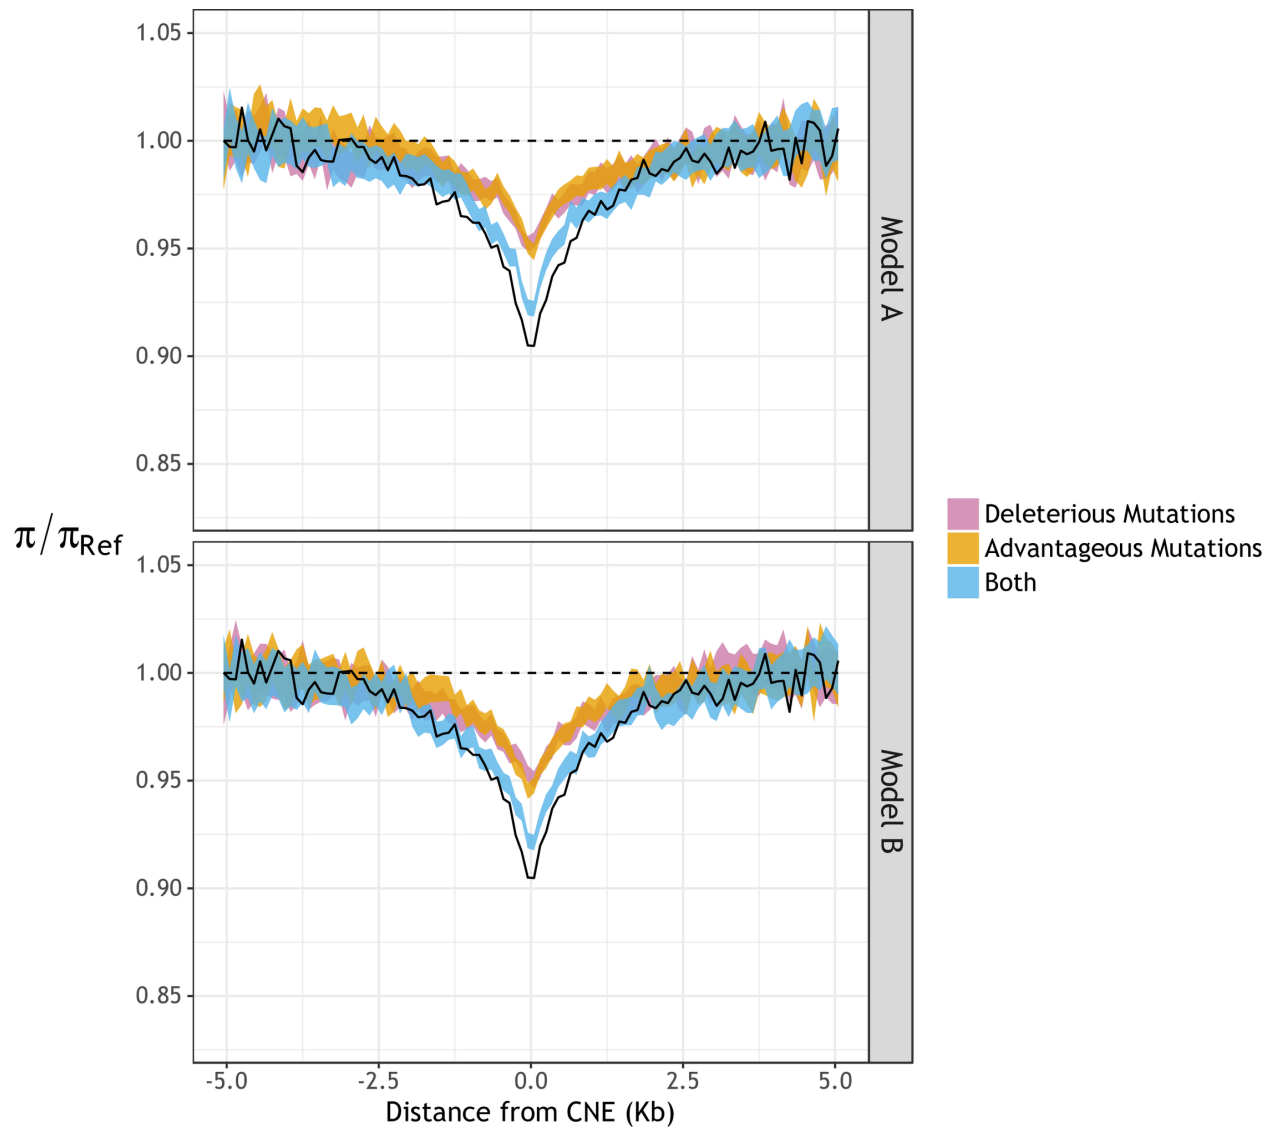 1.05
1.00
0.95
0.90
0.85
Model A
π/πRef
Deleterious Mutations
Advantageous Mutations
Both
1.05
1.00
0.95
0.90
0.85
Model B
-5.0 -2.5 0.0 2.5 5.0
Distance from CNE (Kb)